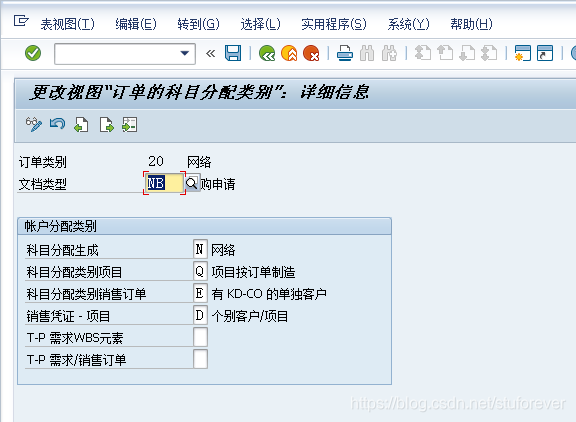 表视图(T) 编辑(E) 转到(G) 选择(L) 实用程序(S) 系统(Y) 帮助(H)
更改视图“订单的科目分配类别”：详细信息
订单类别 20 网络
文档类型 NB 购申请
帐户分配类别
科目分配生成 N 网络
科目分配类别项目 Q 项目按订单制造
科目分配类别销售订单 E 有 KD-CO 的单独客户
销售凭证 - 项目 D 个别客户/项目
T-P 需求WBS元素
T-P 需求/销售订单
https://blog.csdn.net/stuforever